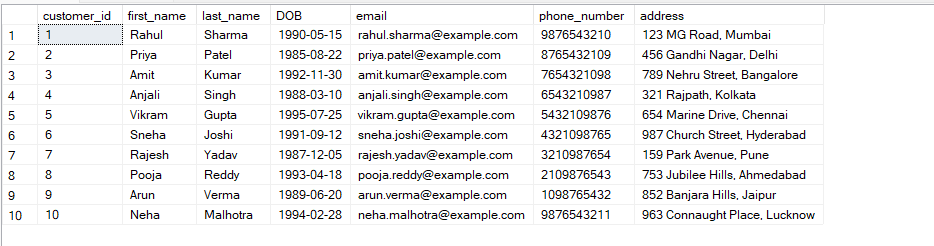 customer_id first_name last_name DOB email phone_number address
1 1 Rahul Sharma 1990-05-15 rahul.sharma@example.com 9876543210 123 MG Road, Mumbai
2 2 Priya Patel 1985-08-22 priya.patel@example.com 8765432109 456 Gandhi Nagar, Delhi
3 3 Amit Kumar 1992-11-30 amit.kumar@example.com 7654321098 789 Nehru Street, Bangalore
4 4 Anjali Singh 1988-03-10 anjali.singh@example.com 6543210987 321 Rajpath, Kolkata
5 5 Vikram Gupta 1995-07-25 vikram.gupta@example.com 5432109876 654 Marine Drive, Chennai
6 6 Sneha Joshi 1991-09-12 sneha.joshi@example.com 4321098765 987 Church Street, Hyderabad
7 7 Rajesh Yadav 1987-12-05 rajesh.yadav@example.com 3210987654 159 Park Avenue, Pune
8 8 Pooja Reddy 1993-04-18 pooja.reddy@example.com 2109876543 753 Jubilee Hills, Ahmedabad
9 9 Arun Verma 1989-06-20 arun.verma@example.com 1098765432 852 Banjara Hills, Jaipur
10 10 Neha Malhotra 1994-02-28 neha.malhotra@example.com 9876543211 963 Connaught Place, Lucknow